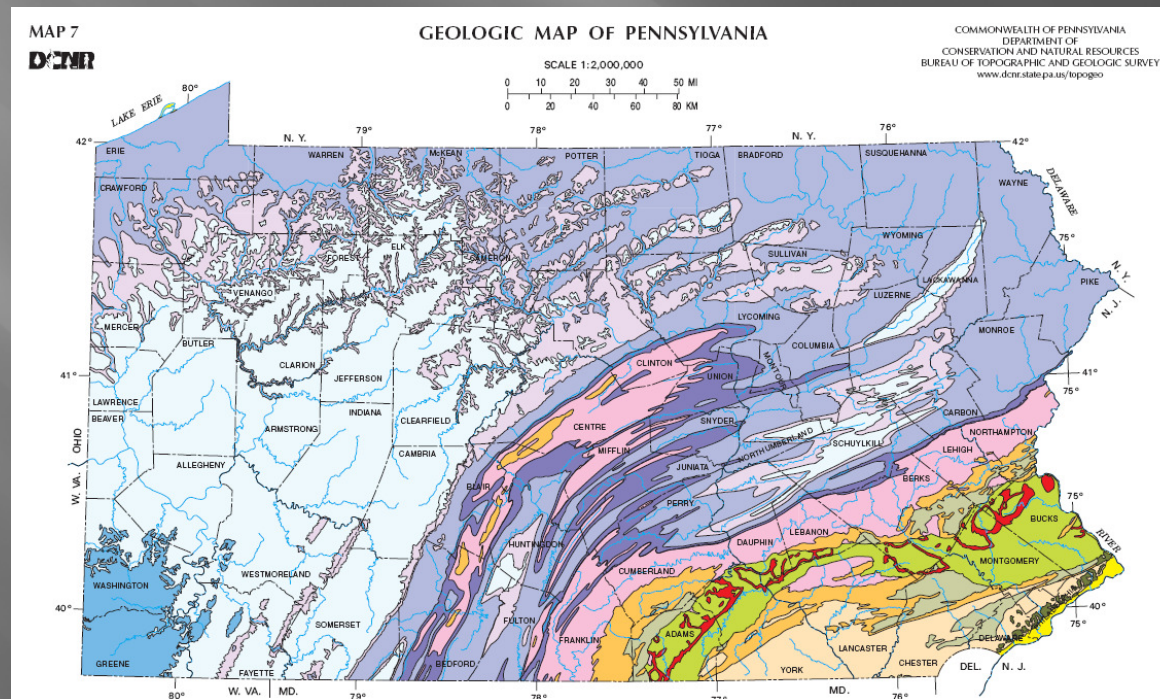 MAP 7
DCNR
GEOLOGIC MAP OF PENNSYLVANIA
SCALE 1:2,000,000
0 10 20 30 40 50 MI
0 20 40 60 80 KM
COMMONWEALTH OF PENNSYLVANIA
DEPARTMENT OF
CONSERVATION AND NATURAL RESOURCES
BUREAU OF TOPOGRAPHIC AND GEOLOGIC SURVEY
www.dcnr.state.pa.us/topogeo
LAKE ERIE
80°
42°
N. Y.
79°
78°
77°
N. Y.
76°
42°
ERIE
WARREN
McKEAN
POTTER
TIOGA
BRADFORD
SUSQUEHANNA
WAYNE
DELAWARE
CRAWFORD
FOREST
ELK
CAMERON
SULLIVAN
WYOMING
75°
N. Y.
N. J.
VENANGO
LUZERNE
LACKAWANNA
PIKE
MERCER
BUTLER
CLARION
JEFFERSON
CLINTON
LYCOMING
COLUMBIA
MONROE
41°
UNION
MONTOUR
41°
75°
LAWRENCE
BEAVER
INDIANA
ARMSTRONG
CLEARFIELD
CENTRE
SNYDER
NORTHUMBERLAND
CARBON
NORTHAMPTON
OHIO
W. VA.
ALLEGHENY
CAMBRIA
MIFFLIN
JUNIATA
SCHUYLKILL
LEHIGH
BLAIR
PERRY
BERKS
75°
BUCKS
RIVER
WASHINGTON
WESTMORELAND
HUNTINGDON
DAUPHIN
LEBANON
MONTGOMERY
CUMBERLAND
40°
SOMERSET
FULTON
FRANKLIN
ADAMS
40°
75°
GREENE
FAYETTE
BEDFORD
YORK
LANCASTER
CHESTER
DELAWARE
DEL.
N. J.
80°
W. VA.
MD.
79°
78°
77°
MD.
76°